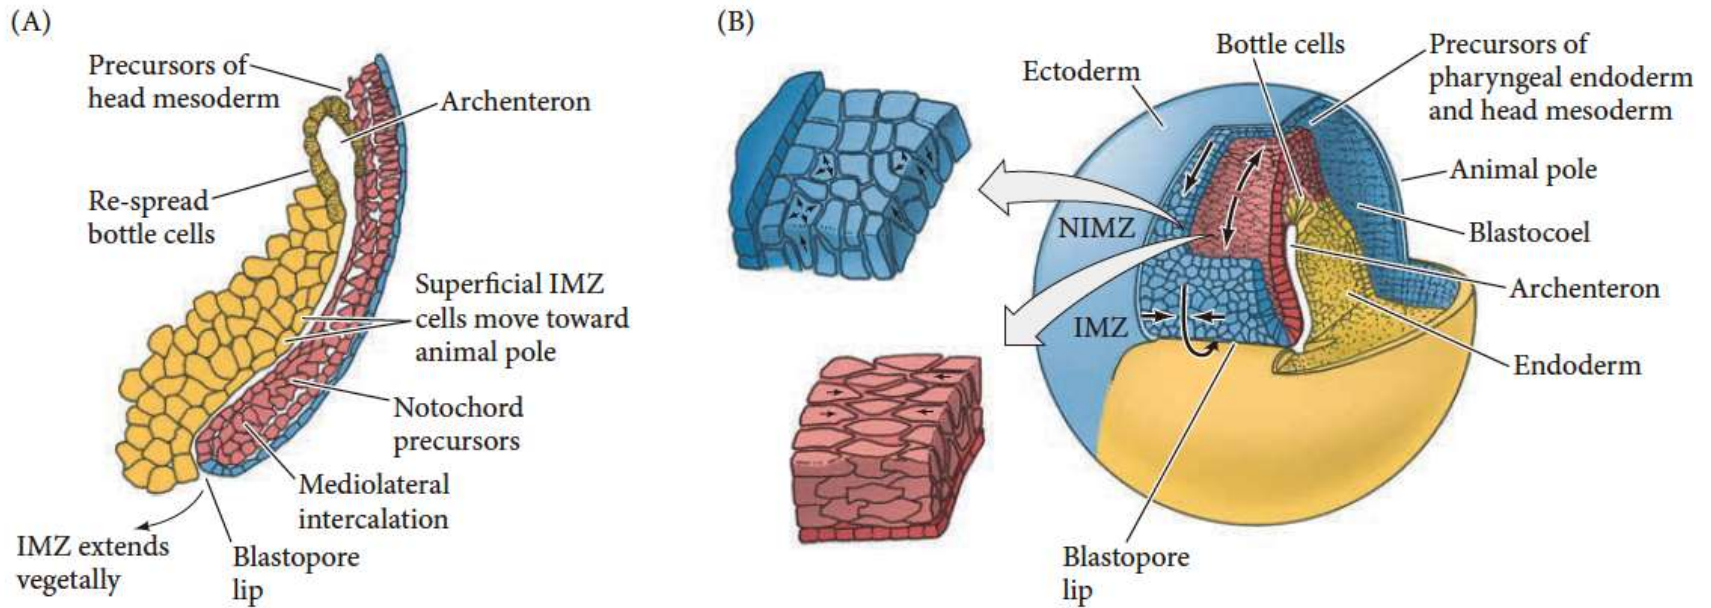 (A)
Precursors of
head mesoderm
Archenteron
Re-spread
bottle cells
Superficial IMZ
cells move toward
animal pole
Notochord
precursors
Mediolateral
intercalation
IMZ extends
vegetally
Blastopore
lip
(B)
Bottle cells
Precursors of
pharyngeal endoderm
and head mesoderm
Ectoderm
Animal pole
NIMZ
Blastocoel
Archenteron
IMZ
Endoderm
Blastopore
lip